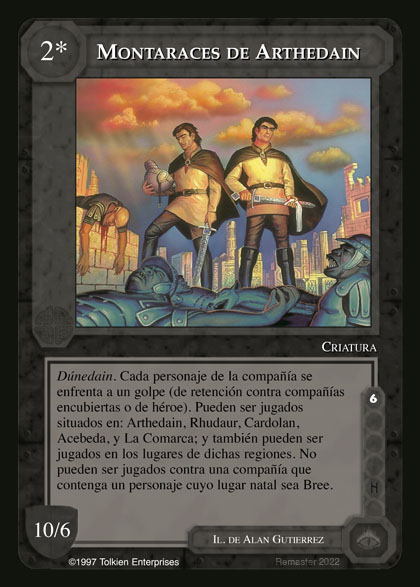 2*
MONTARACES DE ARTHEDAIN
CRIATURA
Dúnedain. Cada personaje de la compañía se
enfrenta a un golpe (de retención contra compañías
encubiertas o de héroe). Pueden ser jugados
situados en: Arthedain, Rhudaur, Cardolan,
Acebeda, y La Comarca; y también pueden ser
jugados en los lugares de dichas regiones. No
pueden ser jugados contra una compañía que
contenga un personaje cuyo lugar natal sea Bree.
6
10/6
IL. DE ALAN GUTIERREZ
©1997 Tolkien Enterprises
Remaster 2022